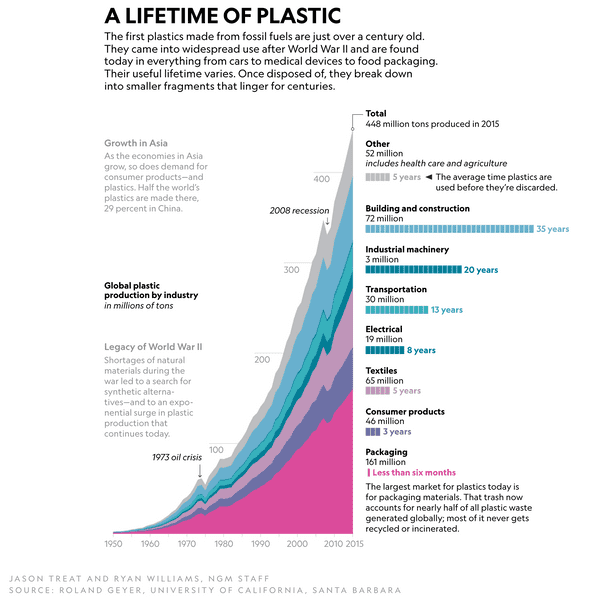 A LIFETIME OF PLASTIC
The first plastics made from fossil fuels are just over a century old.
They came into widespread use after World War II and are found
today in everything from cars to medical devices to food packaging.
Their useful lifetime varies. Once disposed of, they break down
into smaller fragments that linger for centuries.
Total
448 million tons produced in 2015
Growth in Asia
As the economies in Asia
grow, so does demand for
consumer products—and
plastics. Half the world's
plastics are made there,
29 percent in China.
Other
52 million
includes health care and agriculture
5 years ◄ The average time plastics are
used before they're discarded.
400
2008 recession
Building and construction
72 million
35 years
Industrial machinery
3 million
20 years
300
Global plastic
production by industry
in millions of tons
Transportation
30 million
13 years
Electrical
19 million
8 years
Legacy of World War II
Shortages of natural
materials during the
war led to a search for
synthetic alterna-
tives—and to an expo-
nential surge in plastic
production that
continues today.
200
Textiles
65 million
5 years
Consumer products
46 million
3 years
1973 oil crisis
100
Packaging
161 million
Less than six months
The largest market for plastics today is
for packaging materials. That trash now
accounts for nearly half of all plastic waste
generated globally; most of it never gets
recycled or incinerated.
1950 1960 1970 1980 1990 2000 2010 2015
JASON TREAT AND RYAN WILLIAMS, NGM STAFF
SOURCE: ROLAND GEYER, UNIVERSITY OF CALIFORNIA, SANTA BARBARA